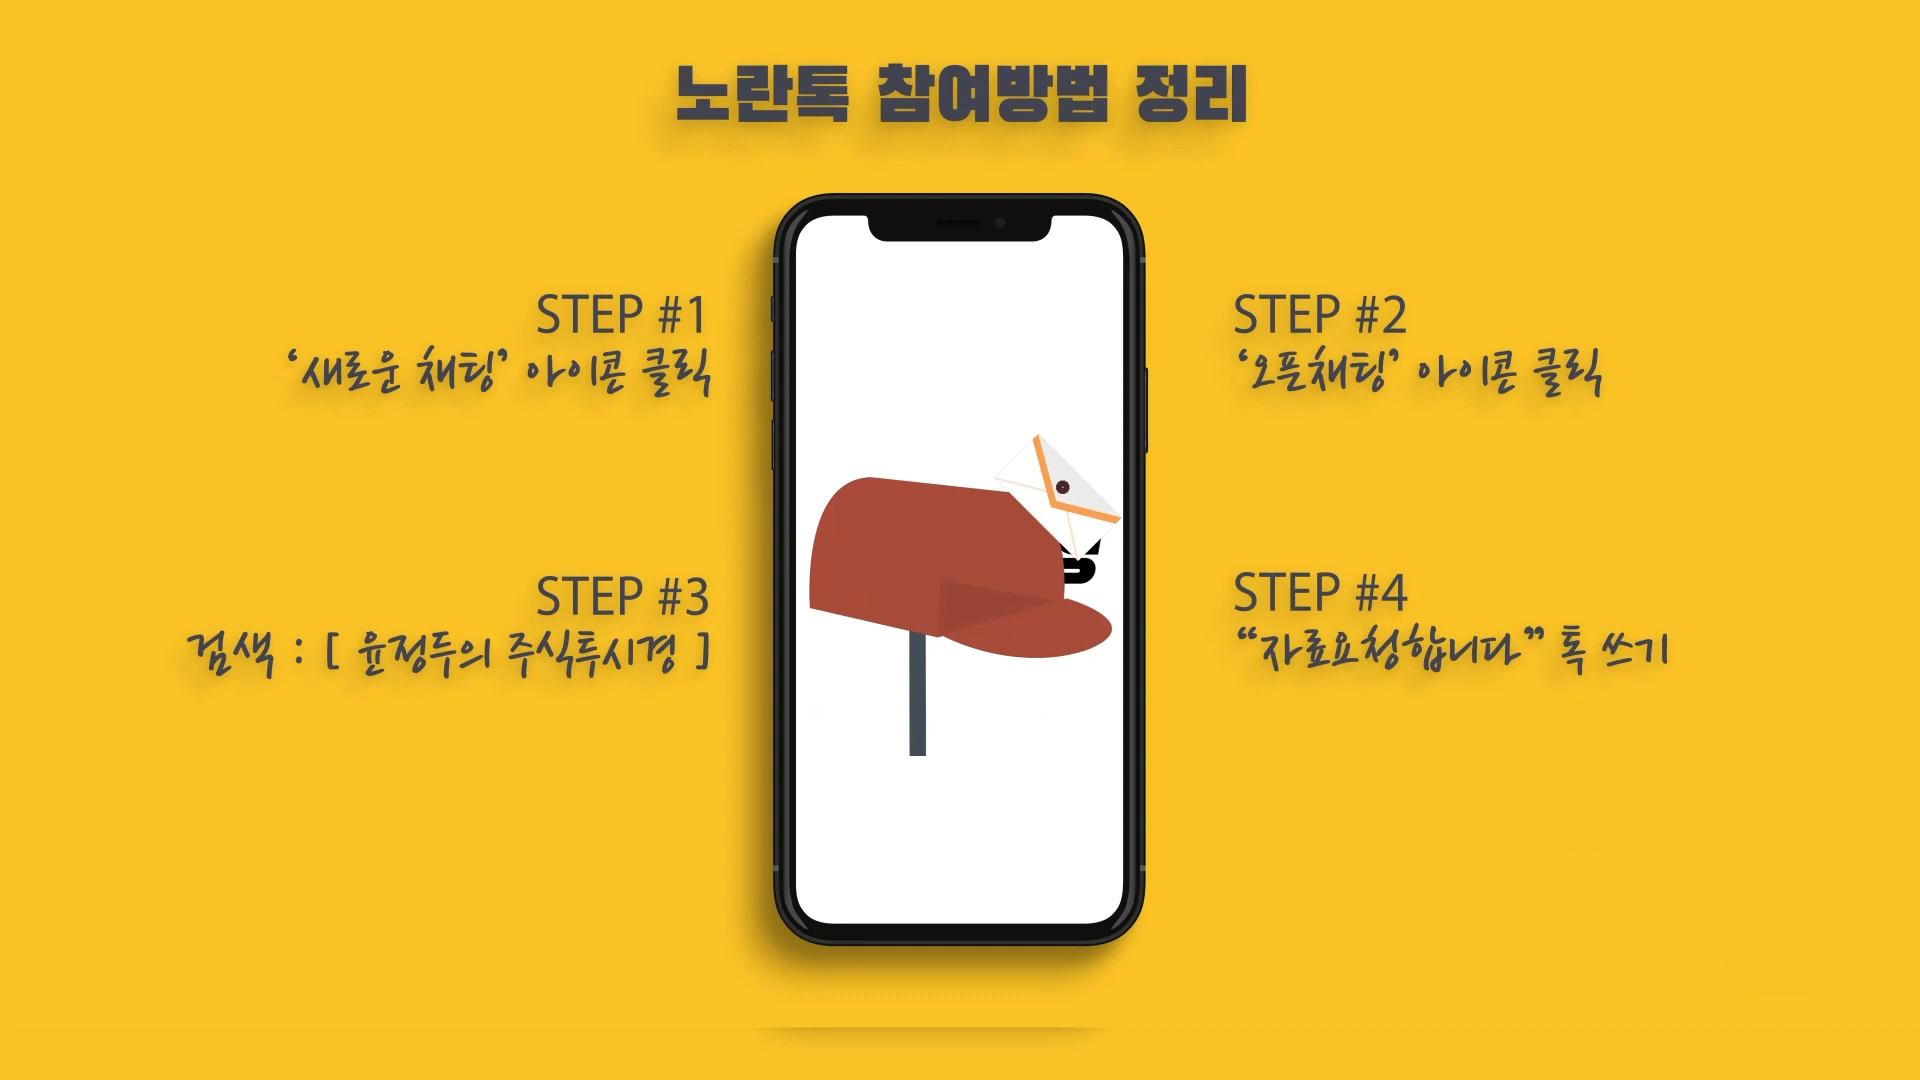 노란톡 참여방법 정리
STEP #1
‘새로운 채팅’ 아이콘 클릭
STEP #2
‘오픈채팅’ 아이콘 클릭
STEP #3
검색 : [ 윤정두의 주식투시경 ]
STEP #4
“자료요청합니다” 톡 쓰기